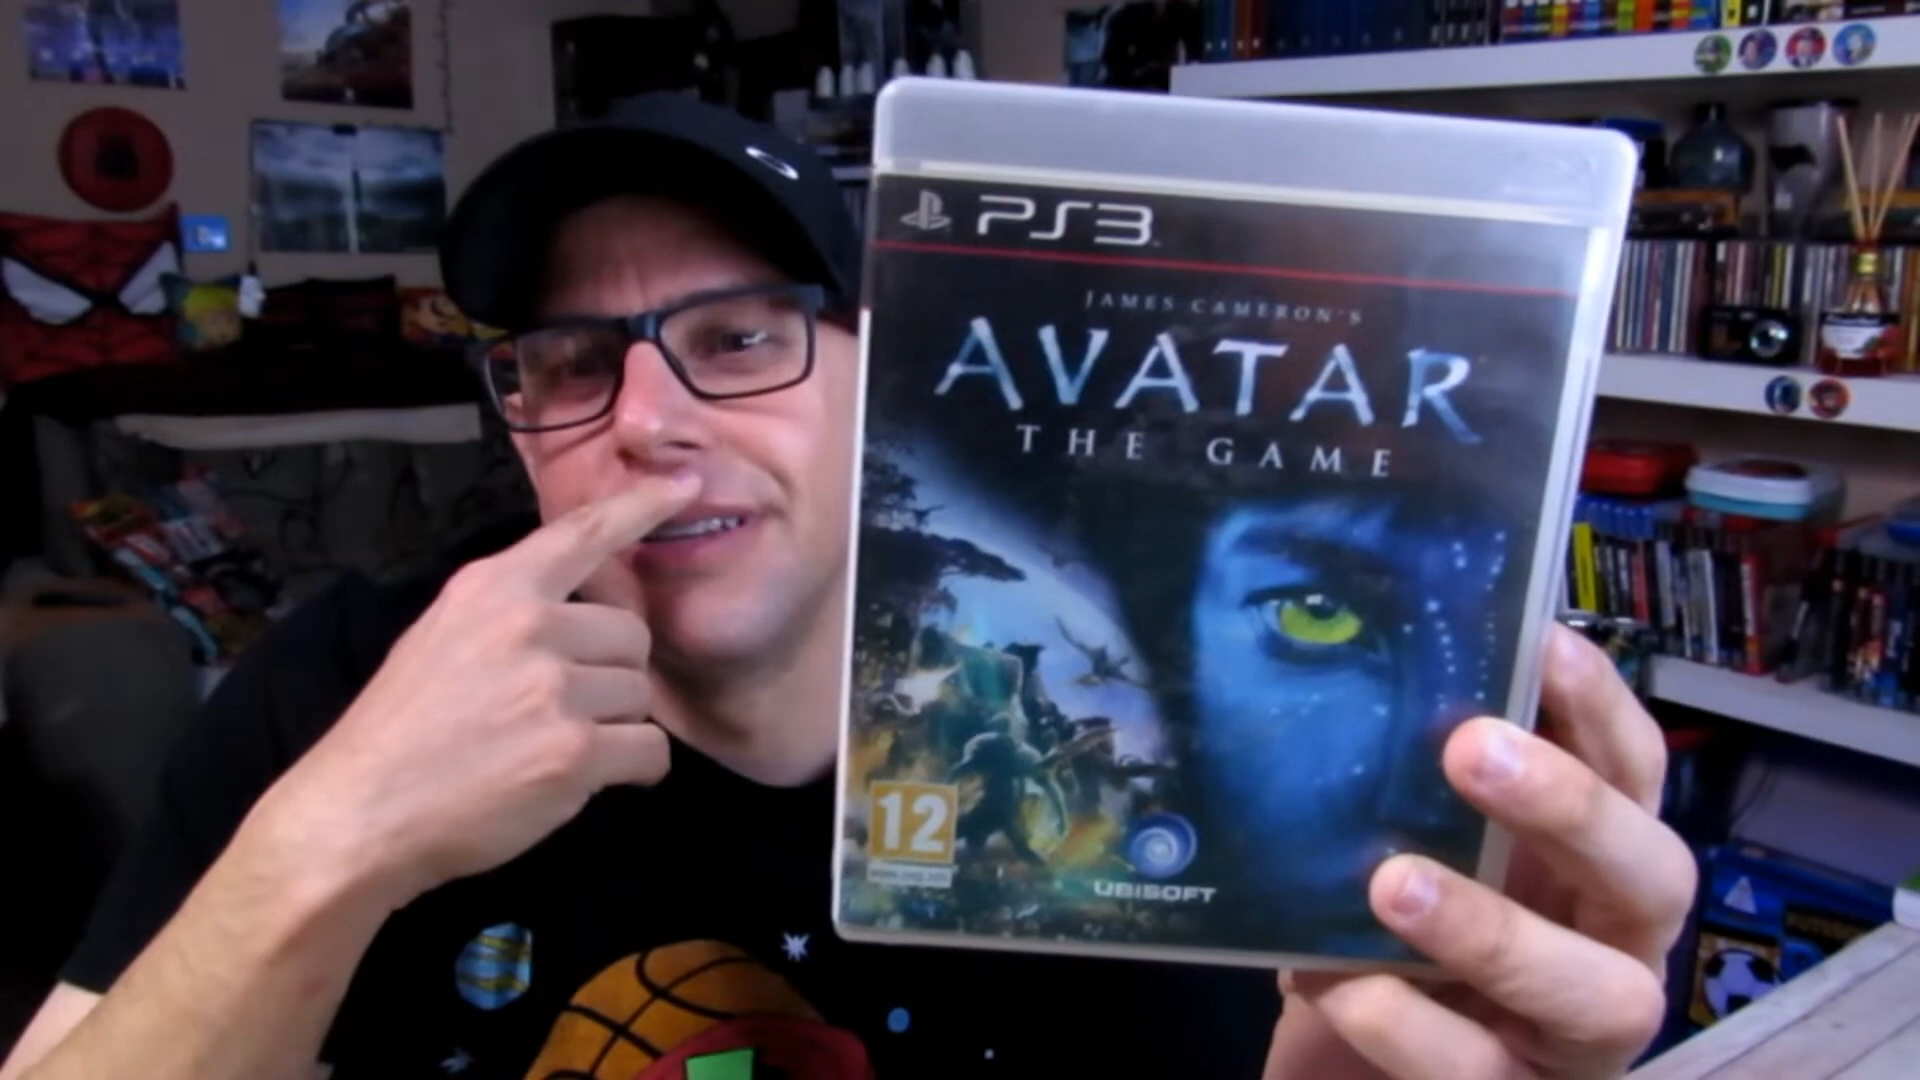 PS3
JAMES CAMERON'S
AVATAR
THE GAME
12
UBISOFT